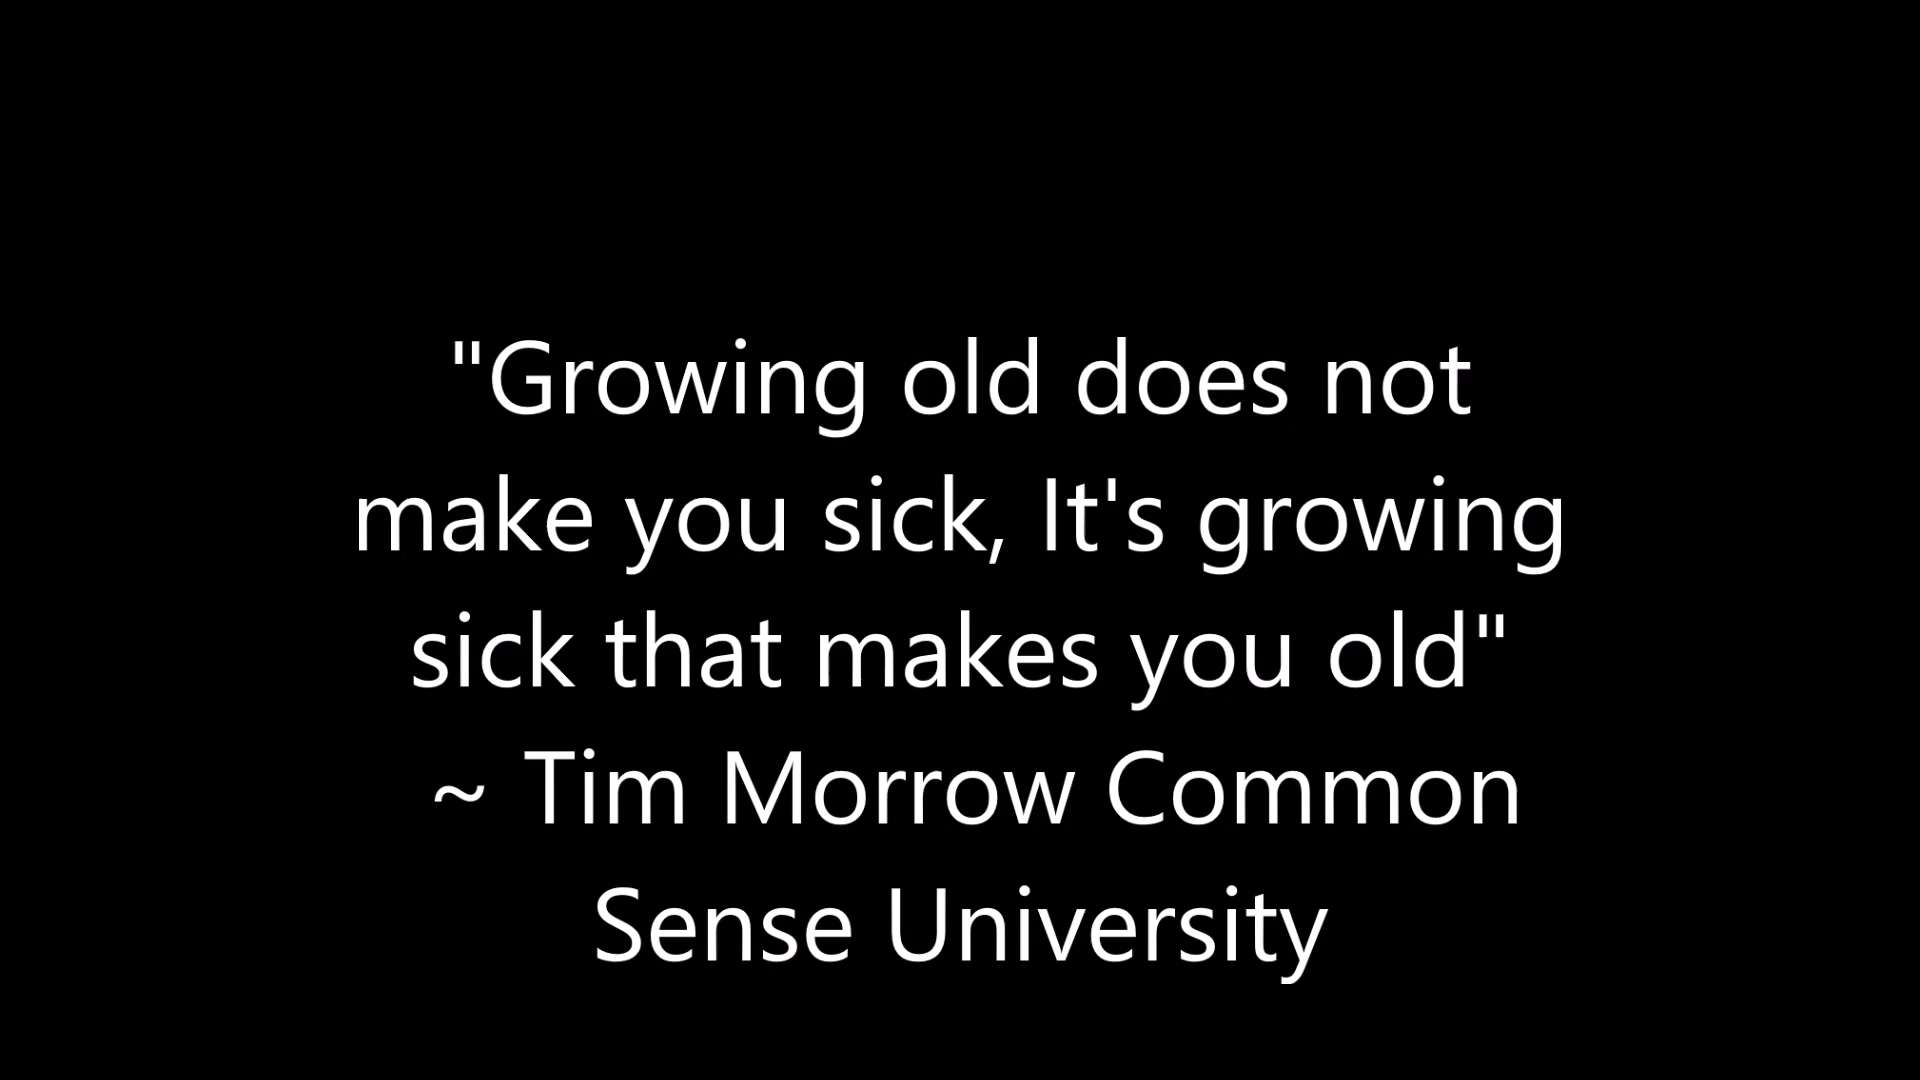 "Growing old does not
make you sick, It's growing
sick that makes you old"
~ Tim Morrow Common
Sense University